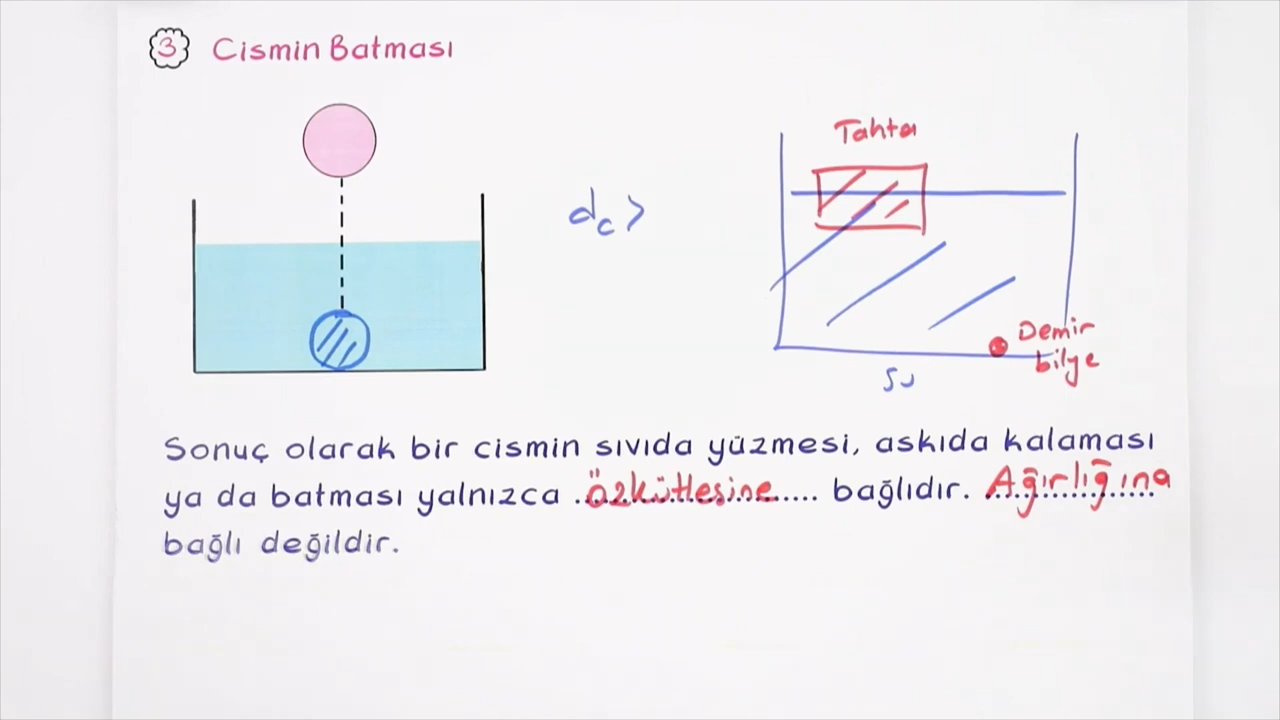 3 Cismin Batması
Tahta
dc >
Demir
bilye
Su
Sonuç olarak bir cismin sıvıda yüzmesi, askıda kalaması
ya da batması yalnızca ...Özkütlesine..... bağlıdır. Ağırlığına
bağlı değildir.